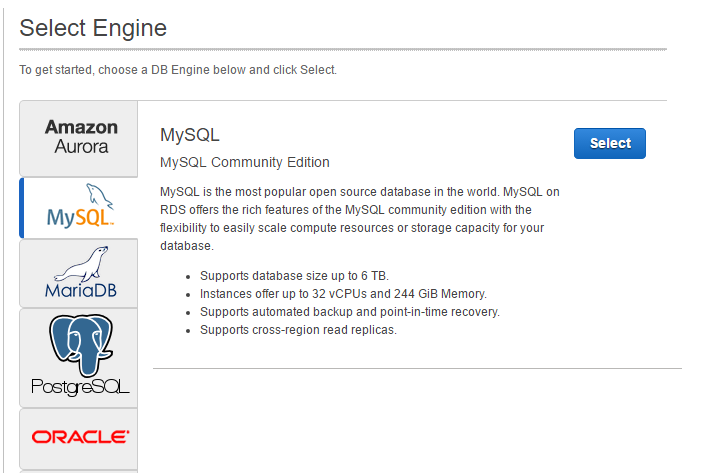 Select Engine
To get started, choose a DB Engine below and click Select.
Amazon
Aurora
MySQL™
MariaDB
PostgreSQL
ORACLE®
MySQL
Select
MySQL Community Edition
MySQL is the most popular open source database in the world. MySQL on
RDS offers the rich features of the MySQL community edition with the
flexibility to easily scale compute resources or storage capacity for your
database.
• Supports database size up to 6 TB.
• Instances offer up to 32 vCPUs and 244 GiB Memory.
• Supports automated backup and point-in-time recovery.
• Supports cross-region read replicas.